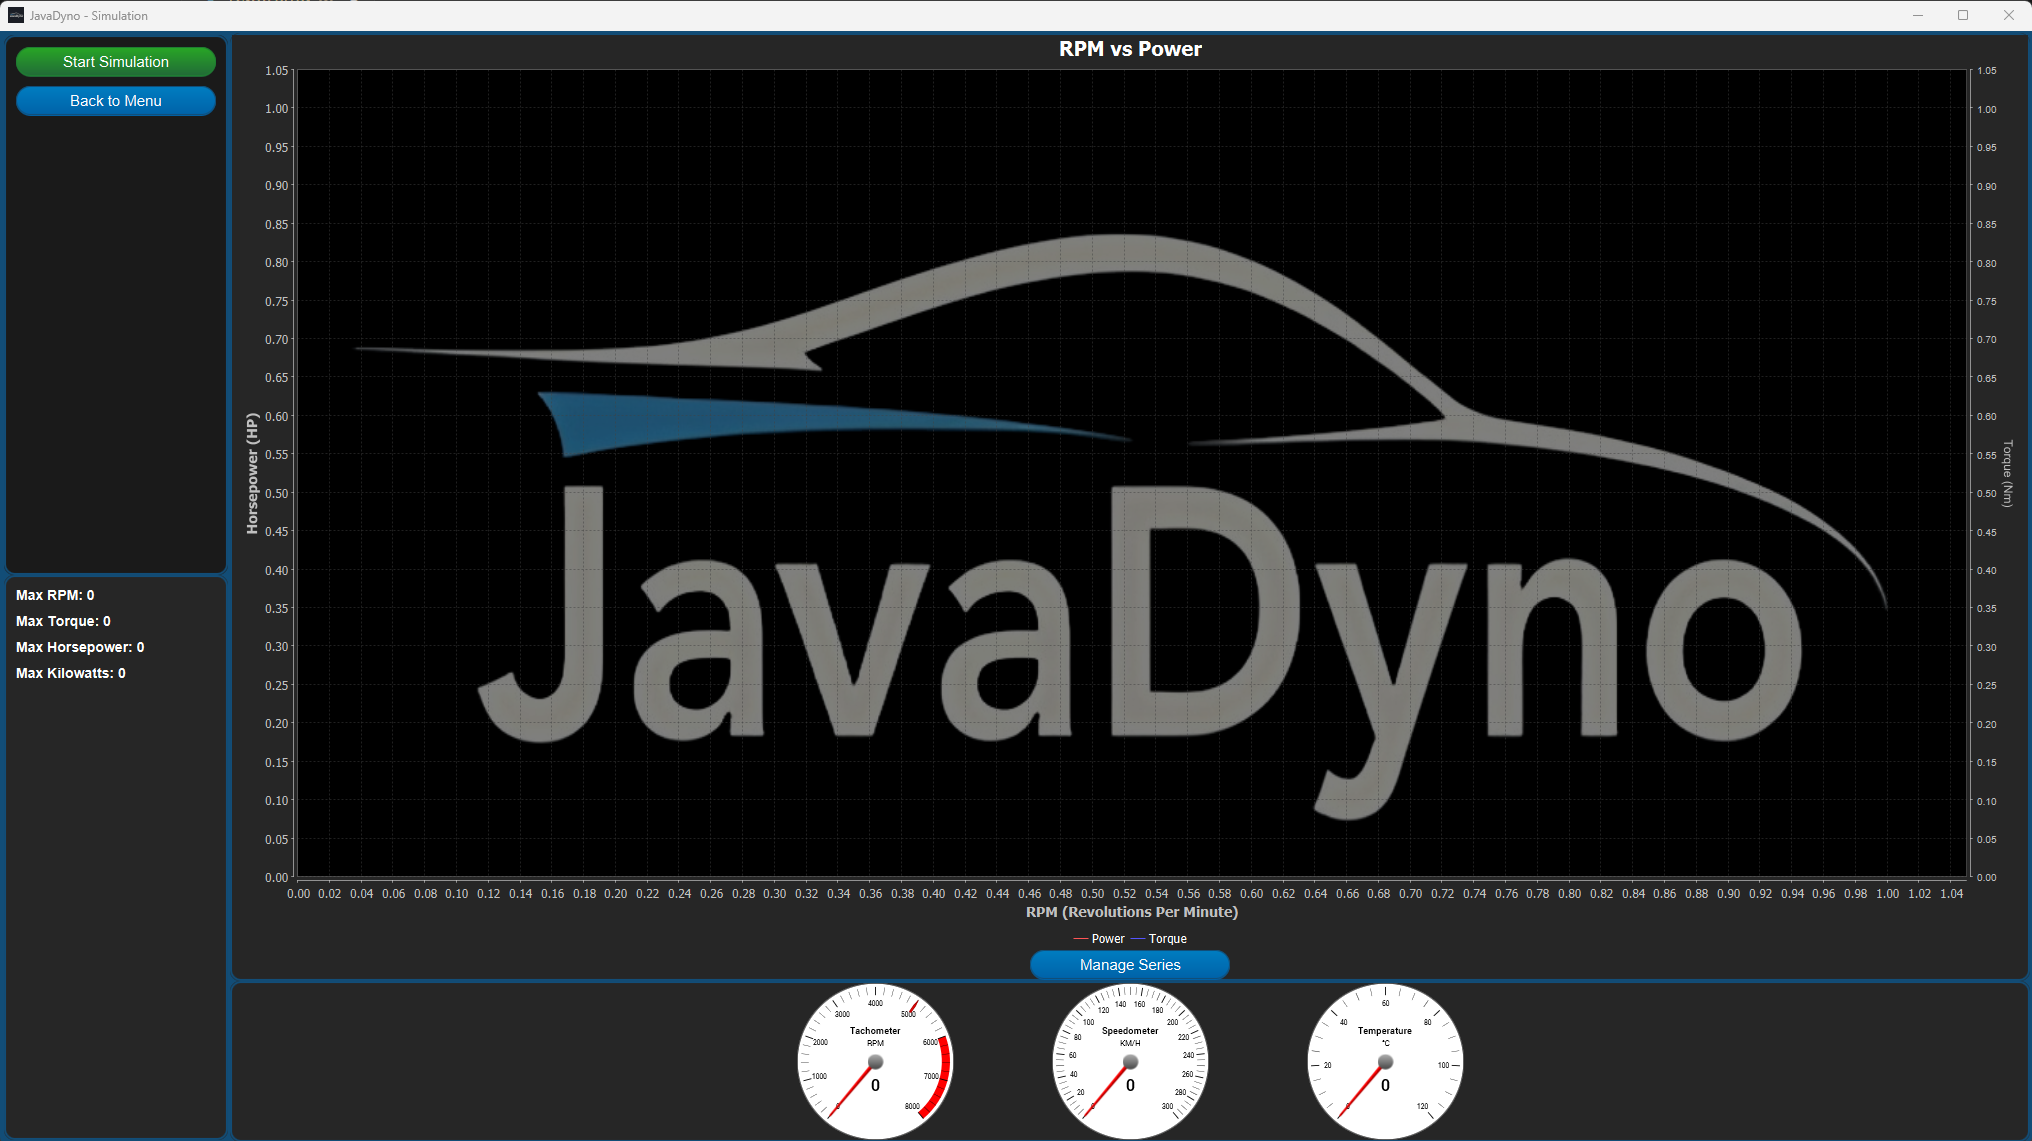 JavaDyno - Simulation
Start Simulation
Back to Menu
Max RPM: 0
Max Torque: 0
Max Horsepower: 0
Max Kilowatts: 0
RPM vs Power
Horsepower (HP)
1.05
1.00
0.95
0.90
0.85
0.80
0.75
0.70
0.65
0.60
0.55
0.50
0.45
0.40
0.35
0.30
0.25
0.20
0.15
0.10
0.05
0.00
JavaDyno
1.05
1.00
0.95
0.90
0.85
0.80
0.75
0.70
0.65
0.60
0.55
0.50
0.45
0.40
0.35
0.30
0.25
0.20
0.15
0.10
0.05
0.00
Torque (Nm)
0.00 0.02 0.04 0.06 0.08 0.10 0.12 0.14 0.16 0.18 0.20 0.22 0.24 0.26 0.28 0.30 0.32 0.34 0.36 0.38 0.40 0.42 0.44 0.46 0.48 0.50 0.52 0.54 0.56 0.58 0.60 0.62 0.64 0.66 0.68 0.70 0.72 0.74 0.76 0.78 0.80 0.82 0.84 0.86 0.88 0.90 0.92 0.94 0.96 0.98 1.00 1.02 1.04
RPM (Revolutions Per Minute)
Power Torque
Manage Series
Tachometer
RPM
0
0 1000 2000 3000 4000 5000 6000 7000 8000
Speedometer
KM/H
0
0 20 40 60 80 100 120 140 160 180 200 220 240 260 280 300
Temperature
°C
0
0 20 40 60 80 100 120